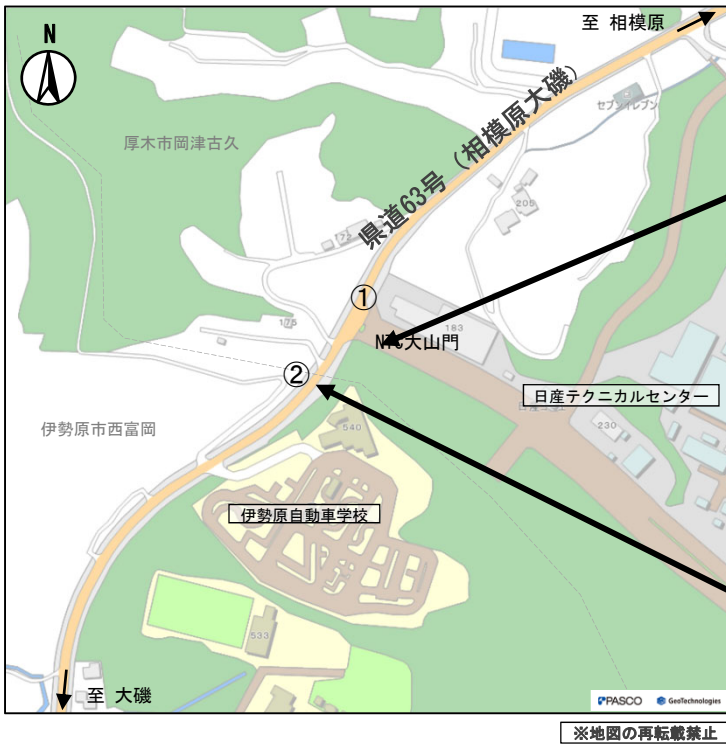 至 相模原
N
セブンイレブン
厚木市岡津古久
県道63号(相模原大磯)
205
172
①
175
183
NTC大山門
②
日産テクニカルセンター
230
540
伊勢原市西富岡
伊勢原自動車学校
533
至 大磯
PASCO GeoTechnologies
※地図の再転載禁止